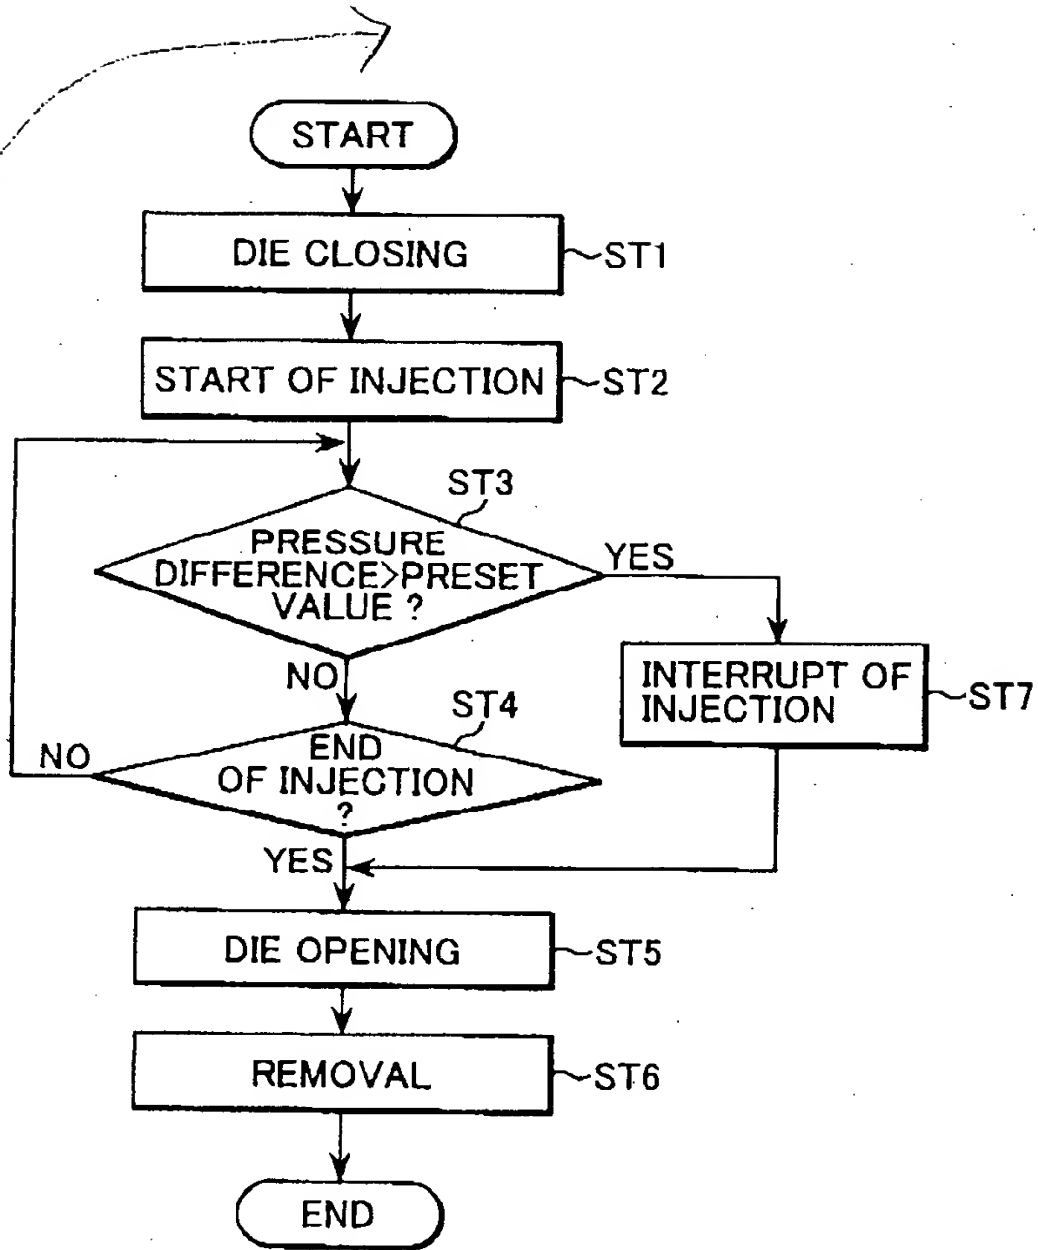 START
DIE CLOSING
ST1
START OF INJECTION
ST2
ST3
PRESSURE
DIFFERENCE>PRESET
VALUE ?
YES
NO
INTERRUPT OF
INJECTION
ST7
ST4
END
OF INJECTION
?
NO
YES
DIE OPENING
ST5
REMOVAL
ST6
END